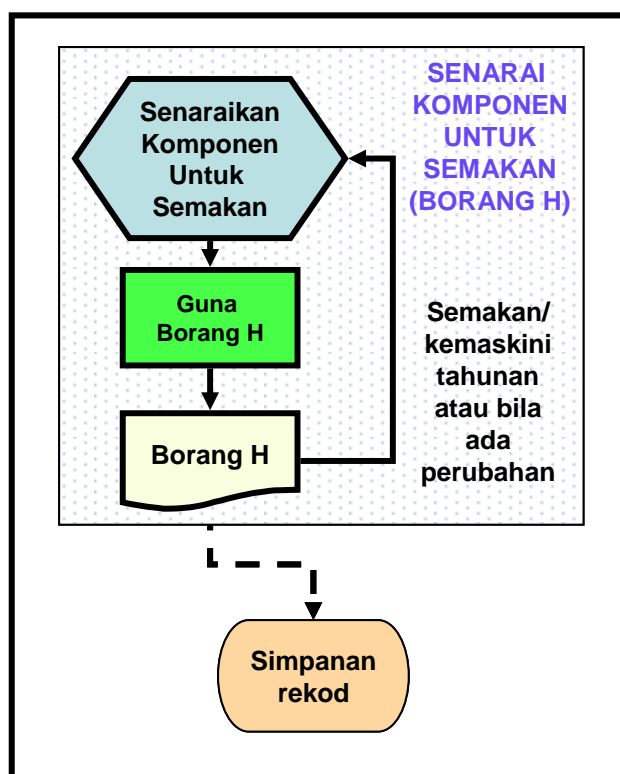 Senaraikan
Komponen
Untuk
Semakan
SENARAI
KOMPONEN
UNTUK
SEMAKAN
(BORANG H)
Guna
Borang H
Semakan/
kemaskini
tahunan
atau bila
ada
perubahan
Borang H
Simpanan
rekod